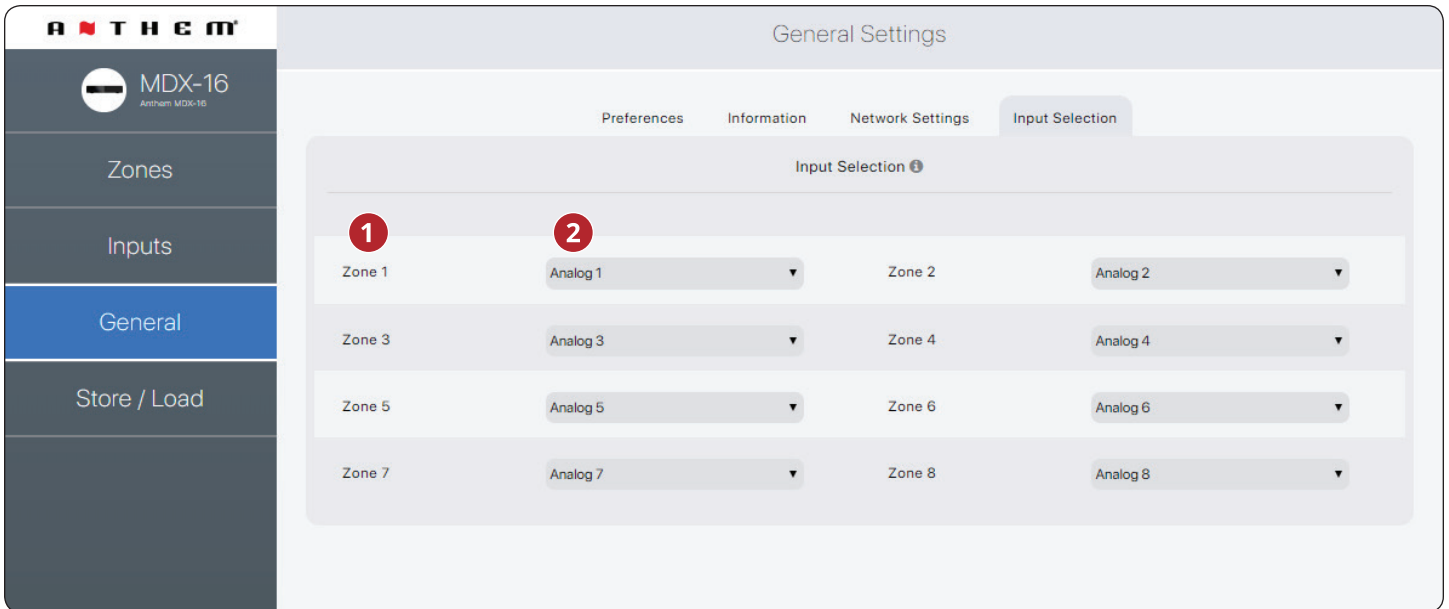 ANTHEM
General Settings
MDX-16
Anthem MDX-16
Preferences Information Network Settings Input Selection
Zones
Input Selection
1 2
Inputs
Zone 1 Analog 1 Zone 2 Analog 2
General
Zone 3 Analog 3 Zone 4 Analog 4
Store / Load
Zone 5 Analog 5 Zone 6 Analog 6
Zone 7 Analog 7 Zone 8 Analog 8